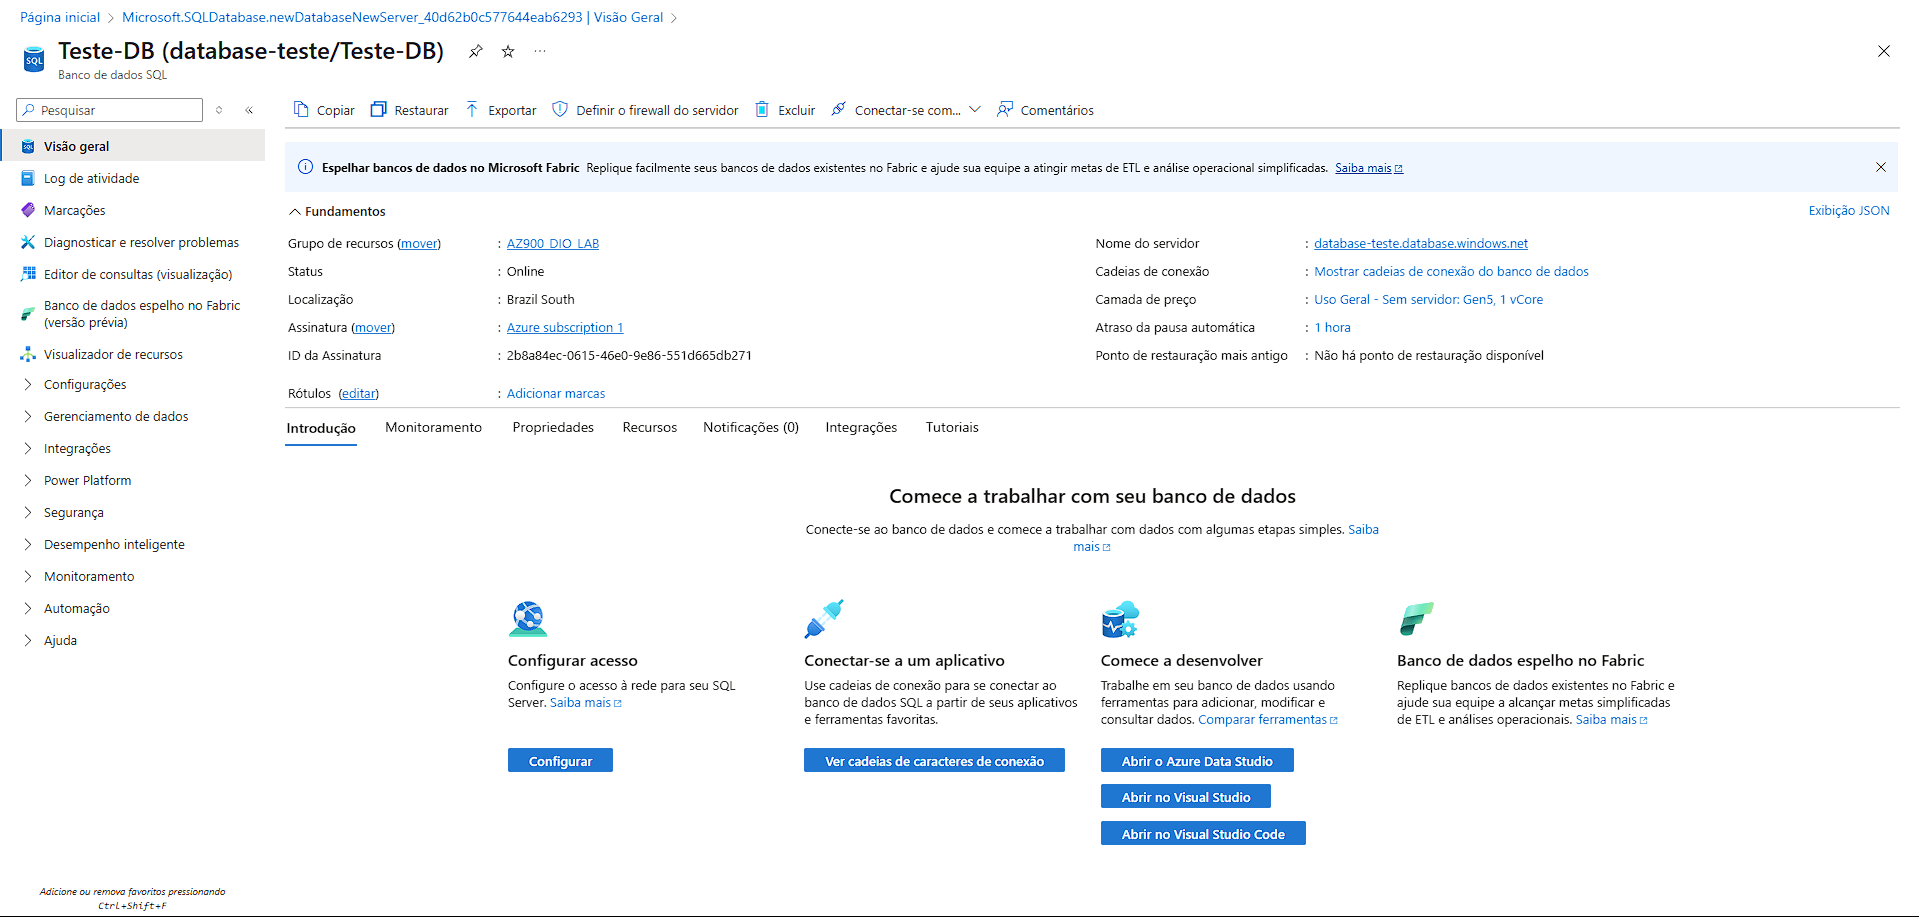 Página inicial > Microsoft.SQLDatabase.newDatabaseNewServer_40d62b0c577644eab6293 | Visão Geral >
Teste-DB (database-teste/Teste-DB)
Banco de dados SQL
Pesquisar
Visão geral
Log de atividade
Marcações
Diagnosticar e resolver problemas
Editor de consultas (visualização)
Banco de dados espelho no Fabric
(versão prévia)
Visualizador de recursos
Configurações
Gerenciamento de dados
Integrações
Power Platform
Segurança
Desempenho inteligente
Monitoramento
Automação
Ajuda
Adicione ou remova favoritos pressionando
Ctrl+Shift+F
Copiar Restaurar Exportar Definir o firewall do servidor Excluir Conectar-se com... Comentários
Espelhar bancos de dados no Microsoft Fabric Replique facilmente seus bancos de dados existentes no Fabric e ajude sua equipe a atingir metas de ETL e análise operacional simplificadas. Saiba mais
Fundamentos
Exibição JSON
Grupo de recursos (mover) : AZ900_DIO_LAB
Status : Online
Localização : Brazil South
Assinatura (mover) : Azure subscription 1
ID da Assinatura : 2b8a84ec-0615-46e0-9e86-551d665db271
Rótulos (editar) : Adicionar marcas
Nome do servidor : database-teste.database.windows.net
Cadeias de conexão : Mostrar cadeias de conexão do banco de dados
Camada de preço : Uso Geral - Sem servidor: Gen5, 1 vCore
Atraso da pausa automática : 1 hora
Ponto de restauração mais antigo : Não há ponto de restauração disponível
Introdução Monitoramento Propriedades Recursos Notificações (0) Integrações Tutoriais
Comece a trabalhar com seu banco de dados
Conecte-se ao banco de dados e comece a trabalhar com dados com algumas etapas simples. Saiba
mais
Configurar acesso
Configure o acesso à rede para seu SQL
Server. Saiba mais
Configurar
Conectar-se a um aplicativo
Use cadeias de conexão para se conectar ao
banco de dados SQL a partir de seus aplicativos
e ferramentas favoritas.
Ver cadeias de caracteres de conexão
Comece a desenvolver
Trabalhe em seu banco de dados usando
ferramentas para adicionar, modificar e
consultar dados. Comparar ferramentas
Abrir o Azure Data Studio
Abrir no Visual Studio
Abrir no Visual Studio Code
Banco de dados espelho no Fabric
Replique bancos de dados existentes no Fabric e
ajude sua equipe a alcançar metas simplificadas
de ETL e análises operacionais. Saiba mais